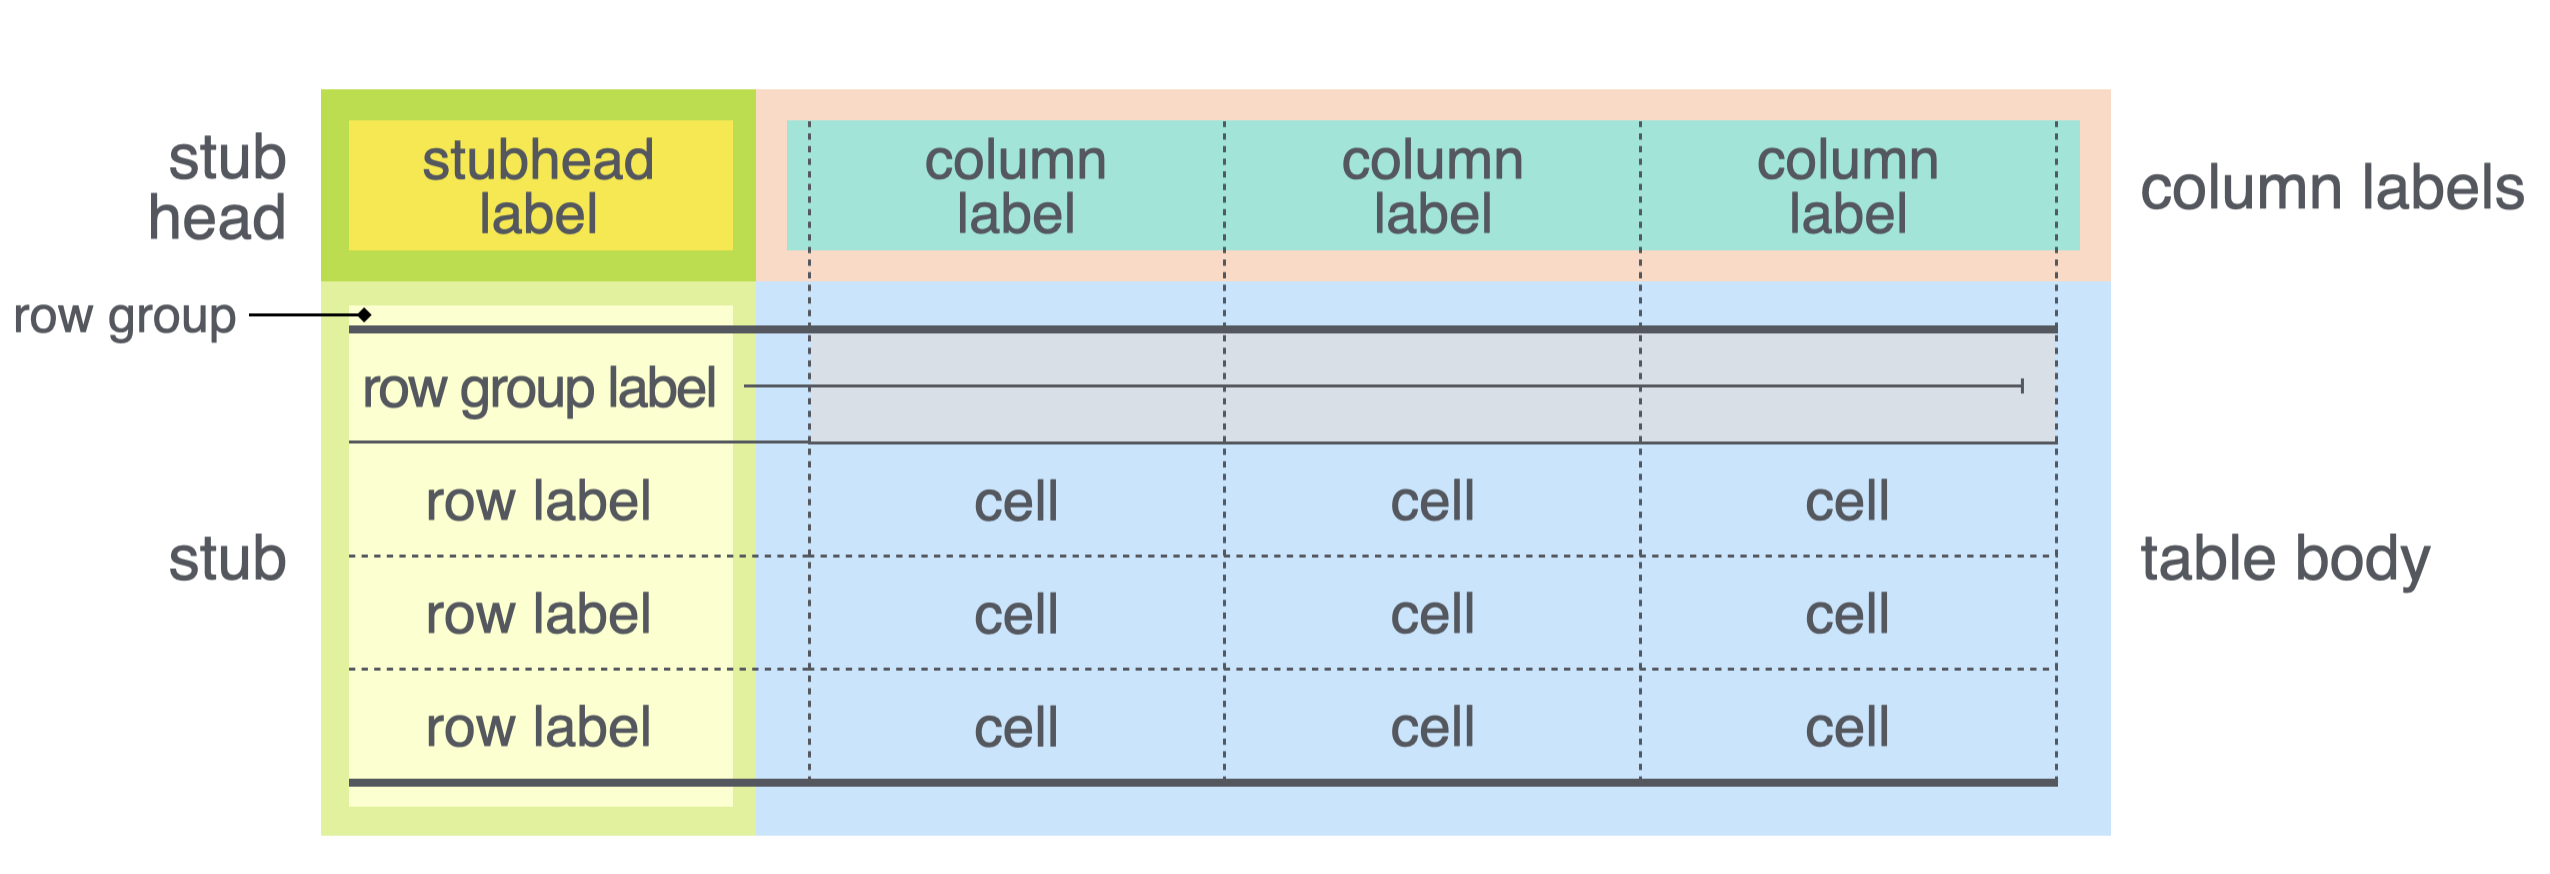 stub
head
stubhead
label
column
label
column
label
column
label
column labels
row group
row group label
stub
row label
cell
cell
cell
row label
cell
cell
cell
row label
cell
cell
cell
table body